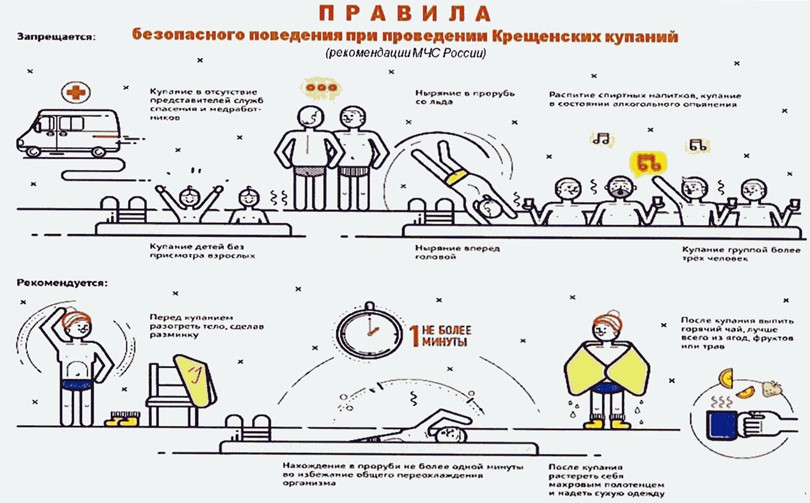 ПРАВИЛА
безопасного поведения при проведении Крещенских купаний
(рекомендации МЧС России)
Запрещается:
Купание в отсутствие
представителей служб
спасения и медработ-
ников
Ныряние в прорубь
со льда
Распитие спиртных напитков, купание
в состоянии алкогольного опьянения
Купание детей без
присмотра взрослых
Ныряние вперед
головой
Купание группой более
трёх человек
Рекомендуется:
Перед купанием
разогреть тело, сделав
разминку
1 НЕ БОЛЕЕ
МИНУТЫ
После купания выпить
горячий чай, лучше
всего из ягод, фруктов
или трав
Нахождение в проруби не более одной минуты
во избежание общего переохлаждения
организма
После купания
растереть себя
махровым полотенцем
и надеть сухую одежду